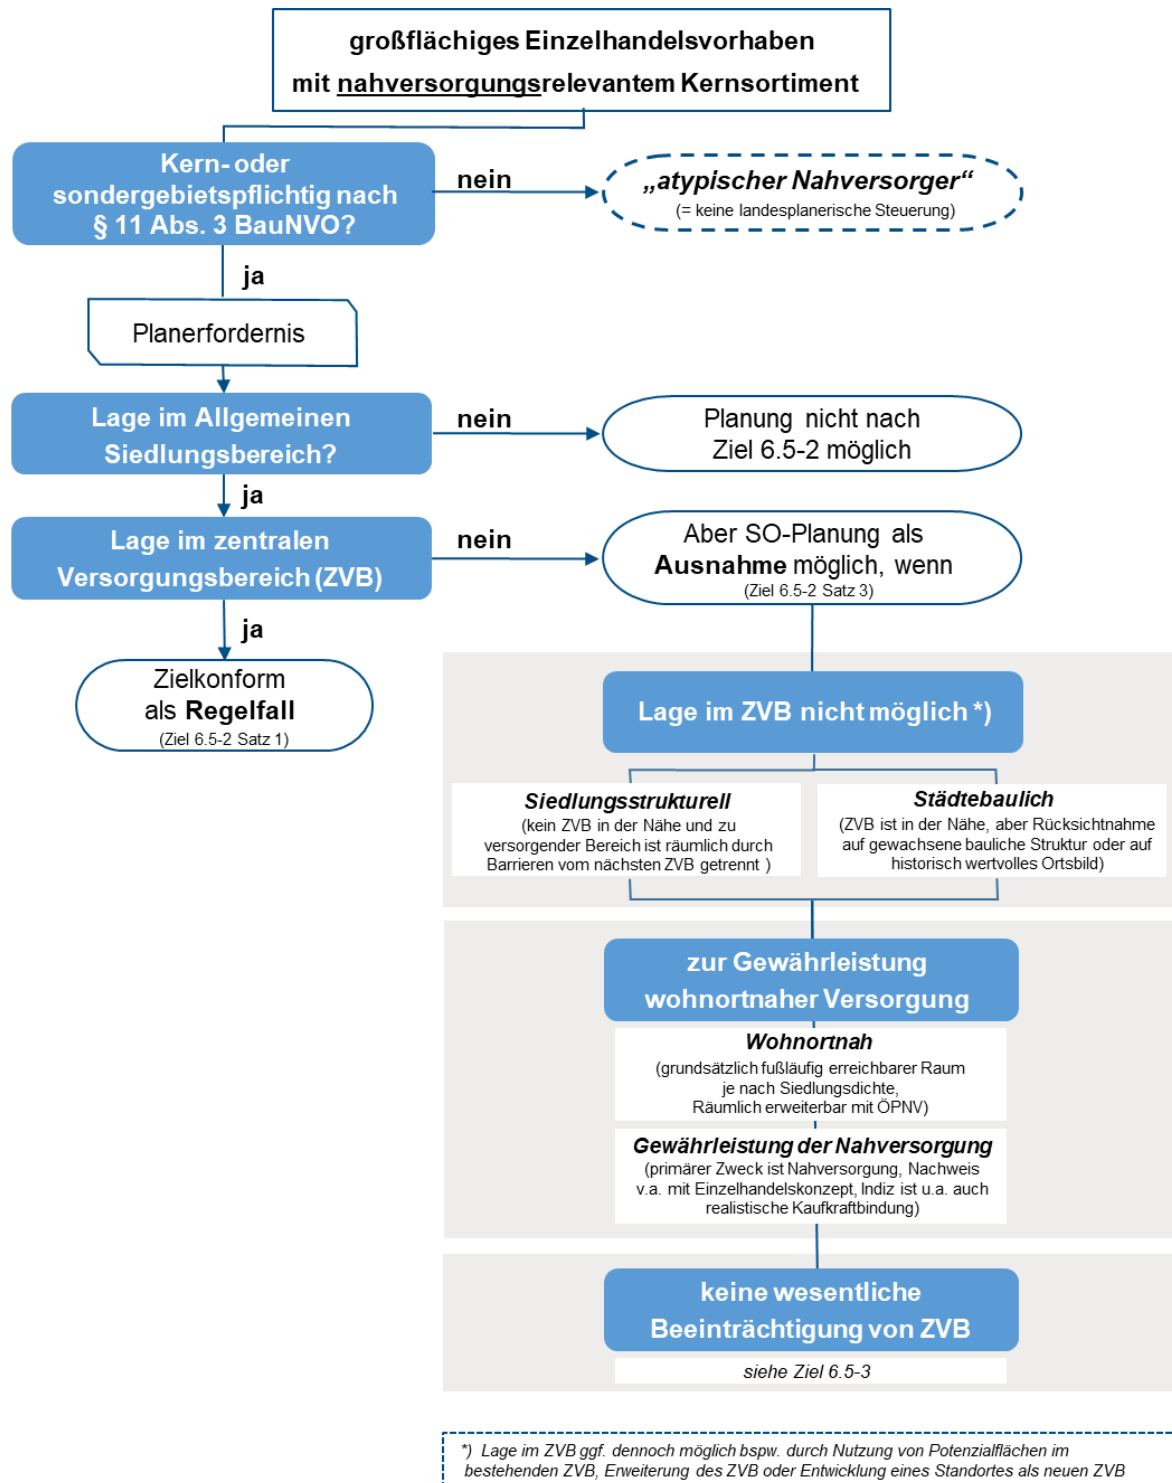 großflächiges Einzelhandelsvorhaben
mit nahversorgungsrelevantem Kernsortiment
Kern- oder
sondergebietspflichtig nach
§ 11 Abs. 3 BauNVO?
nein
„atypischer Nahversorger“
(= keine landesplanerische Steuerung)
ja
Planerfordernis
Lage im Allgemeinen
Siedlungsbereich?
nein
Planung nicht nach
Ziel 6.5-2 möglich
ja
Lage im zentralen
Versorgungsbereich (ZVB)
nein
Aber SO-Planung als
Ausnahme möglich, wenn
(Ziel 6.5-2 Satz 3)
ja
Zielkonform
als Regelfall
(Ziel 6.5-2 Satz 1)
Lage im ZVB nicht möglich *)
Siedlungsstrukturell
(kein ZVB in der Nähe und zu
versorgender Bereich ist räumlich durch
Barrieren vom nächsten ZVB getrennt )
Städtebaulich
(ZVB ist in der Nähe, aber Rücksichtnahme
auf gewachsene bauliche Struktur oder auf
historisch wertvolles Ortsbild)
zur Gewährleistung
wohnortnaher Versorgung
Wohnortnah
(grundsätzlich fußläufig erreichbarer Raum
je nach Siedlungsdichte,
Räumlich erweiterbar mit ÖPNV)
Gewährleistung der Nahversorgung
(primärer Zweck ist Nahversorgung, Nachweis
v.a. mit Einzelhandelskonzept, Indiz ist u.a. auch
realistische Kaufkraftbindung)
keine wesentliche
Beeinträchtigung von ZVB
siehe Ziel 6.5-3
*) Lage im ZVB ggf. dennoch möglich bspw. durch Nutzung von Potenzialflächen im
bestehenden ZVB, Erweiterung des ZVB oder Entwicklung eines Standortes als neuen ZVB